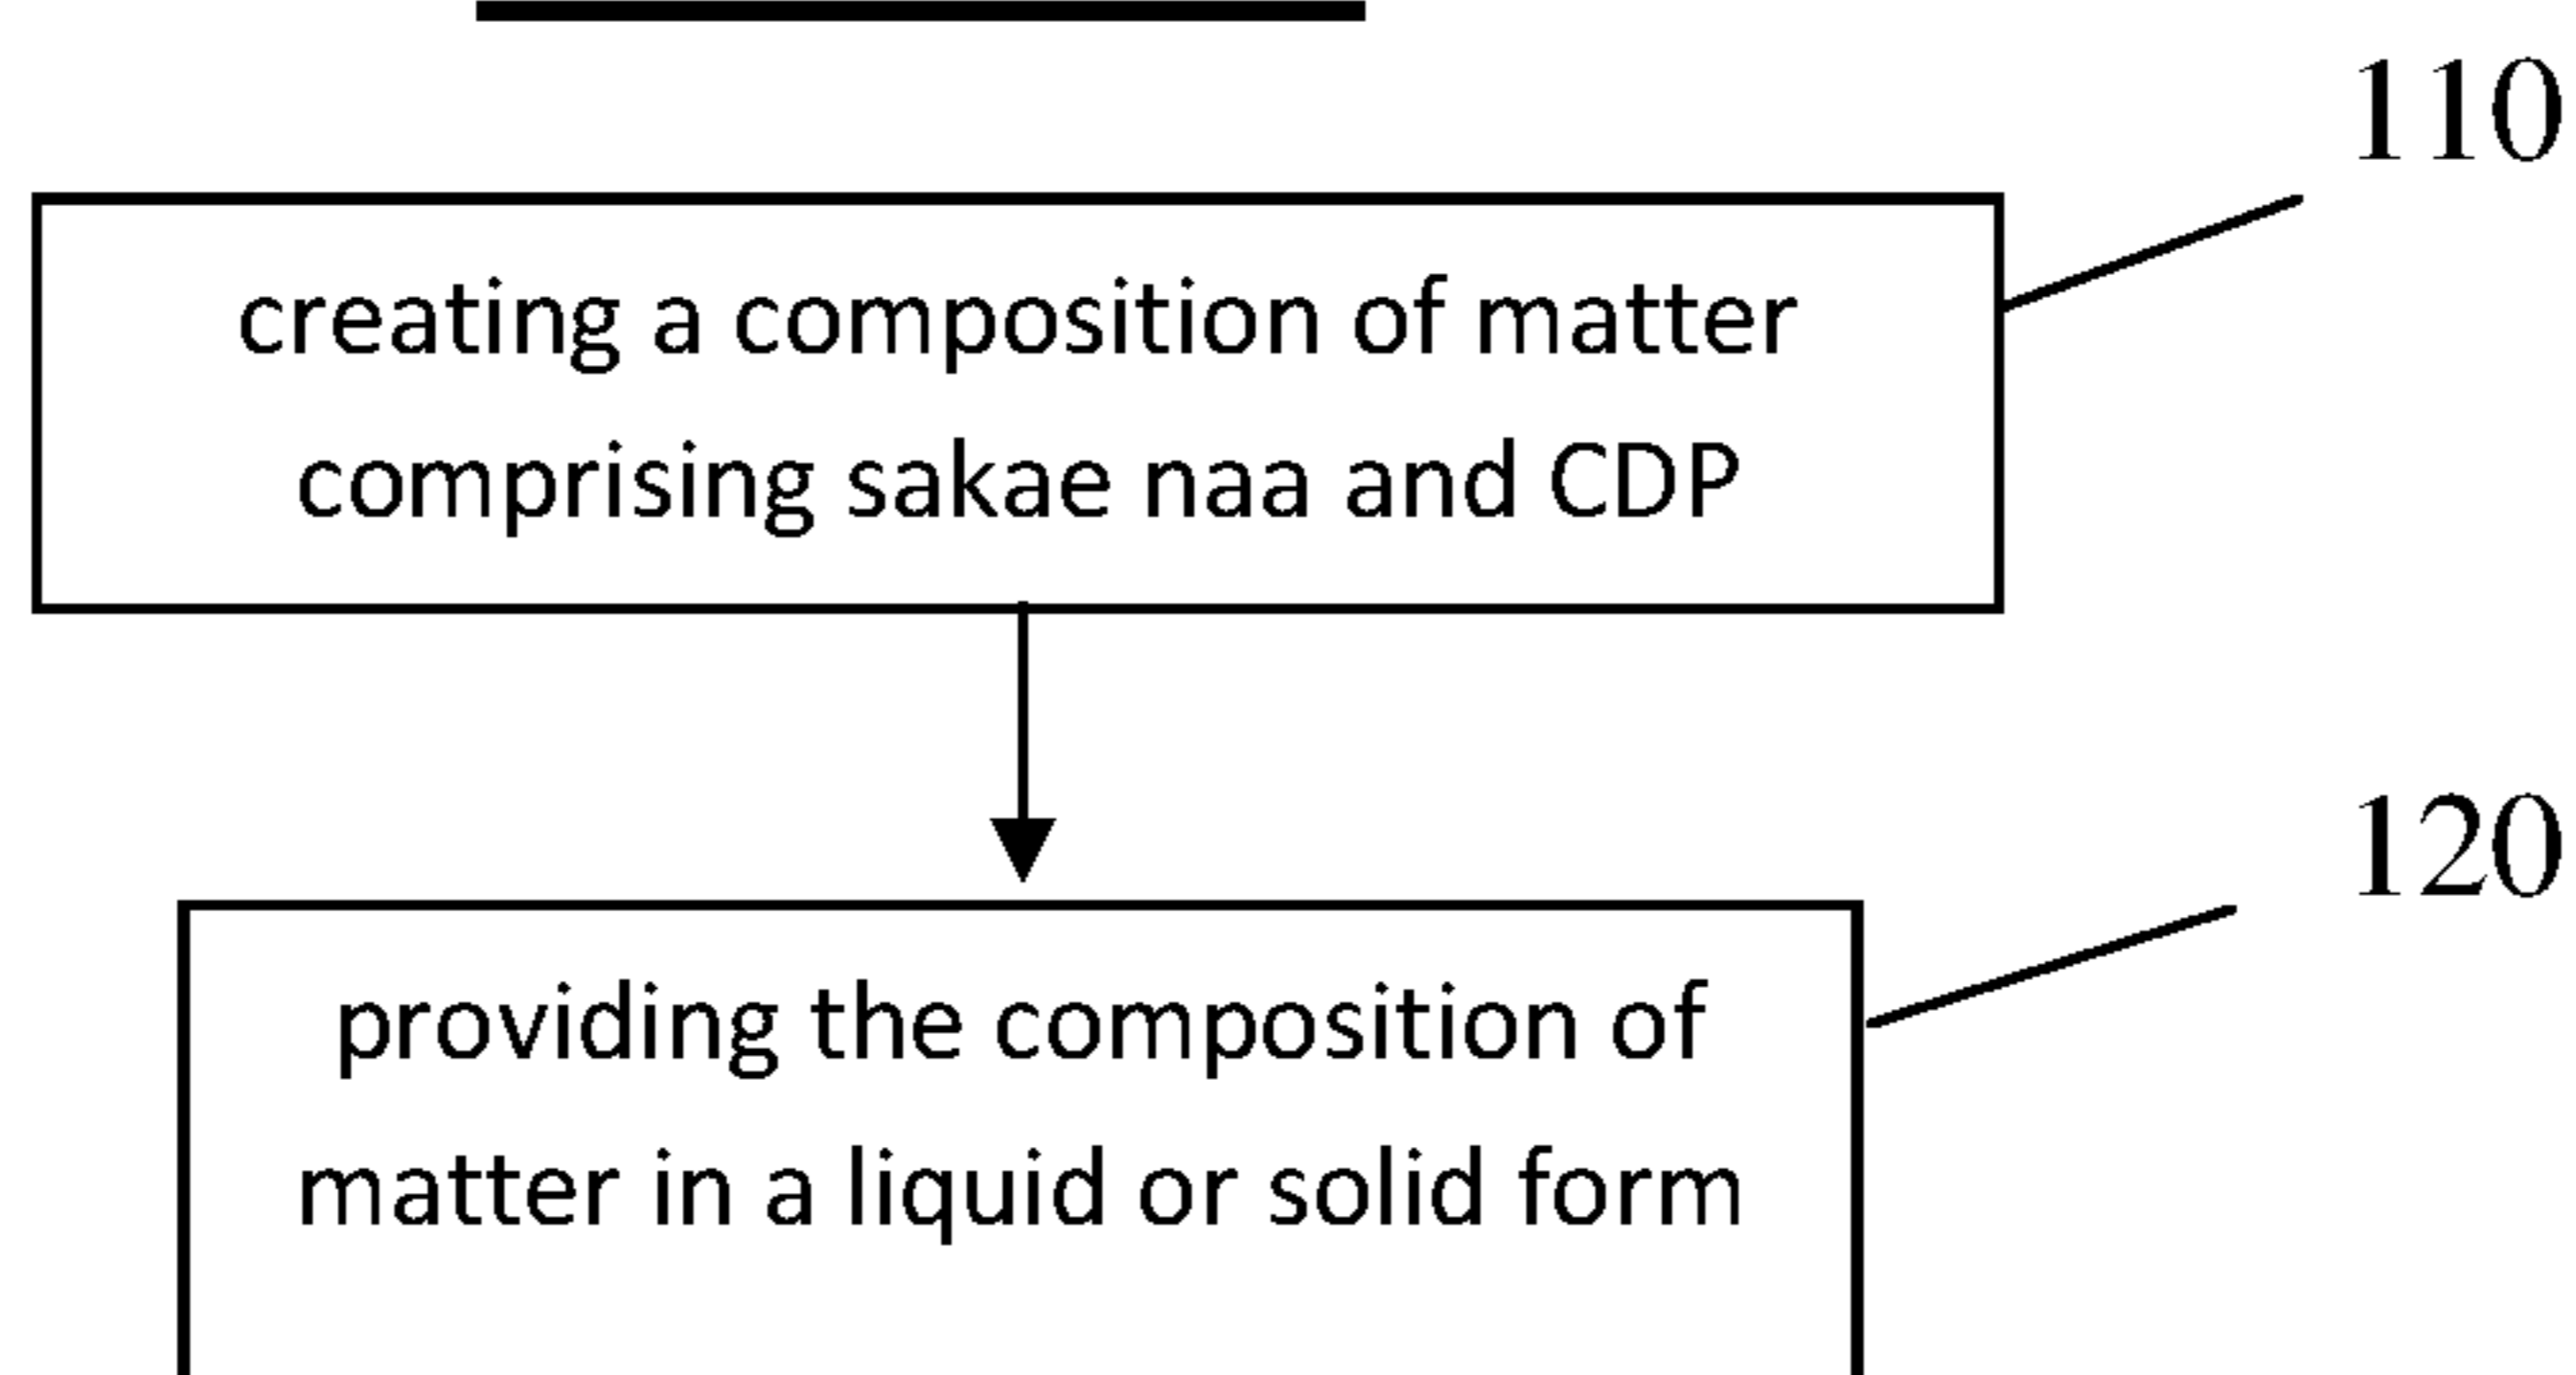 110
creating a composition of matter
comprising sakae naa and CDP
120
providing the composition of
matter in a liquid or solid form